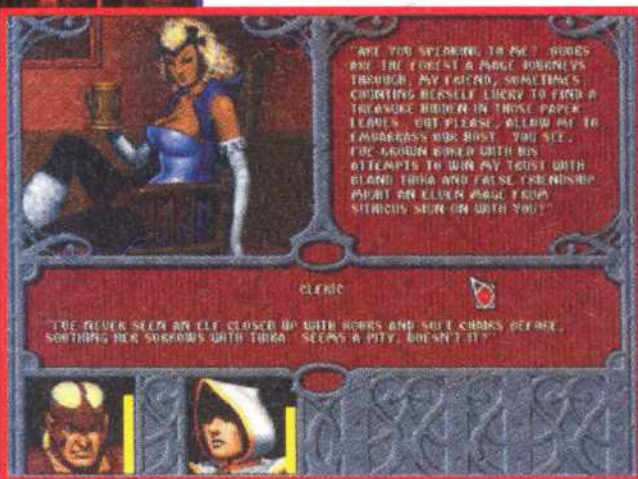 "ARE YOU SPEAKING TO ME? BOOKS
ARE THE FOREST A MAGE JOURNEYS
THROUGH, MY FRIEND, SOMETIMES
COUNTING HERSELF LUCKY TO FIND A
TREASURE HIDDEN IN THOSE PAPER
LEAVES. BUT PLEASE, ALLOW ME TO
EMBARRASS OUR HOST. YOU SEE,
I'VE GROWN BORED WITH HIS
ATTEMPTS TO WIN MY TRUST WITH
BLAND TINKA AND FALSE FRIENDSHIP
MIGHT AN ELVEN MAGE FROM
SITHICUS SIGN ON WITH YOU?"
CLERIC
"I'VE NEVER SEEN AN ELF CLOSED UP WITH BOOKS AND SOFT CHAIRS BEFORE,
SOOTHING HER SORROWS WITH TINKA. SEEMS A PITY, DOESN'T IT?"